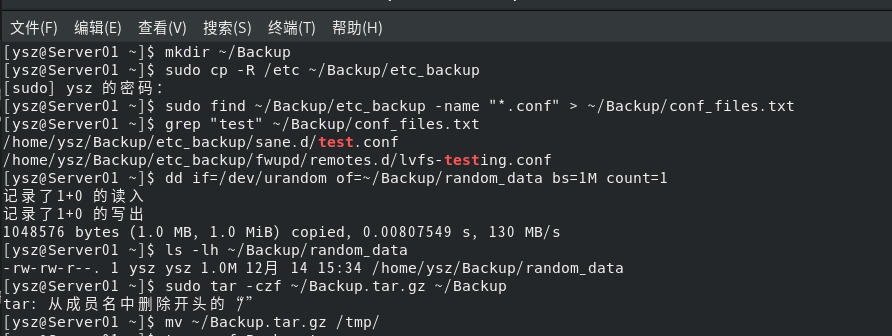 文件(F) 编辑(E) 查看(V) 搜索(S) 终端(T) 帮助(H)
[ysz@Server01 ~]$ mkdir ~/Backup
[ysz@Server01 ~]$ sudo cp -R /etc ~/Backup/etc_backup
[sudo] ysz 的密码：
[ysz@Server01 ~]$ sudo find ~/Backup/etc_backup -name "*.conf" > ~/Backup/conf_files.txt
[ysz@Server01 ~]$ grep "test" ~/Backup/conf_files.txt
/home/ysz/Backup/etc_backup/sane.d/test.conf
/home/ysz/Backup/etc_backup/fwupd/remotes.d/lvfs-testing.conf
[ysz@Server01 ~]$ dd if=/dev/urandom of=~/Backup/random_data bs=1M count=1
记录了1+0 的读入
记录了1+0 的写出
1048576 bytes (1.0 MB, 1.0 MiB) copied, 0.00807549 s, 130 MB/s
[ysz@Server01 ~]$ ls -lh ~/Backup/random_data
-rw-rw-r--. 1 ysz ysz 1.0M 12月 14 15:34 /home/ysz/Backup/random_data
[ysz@Server01 ~]$ sudo tar -czf ~/Backup.tar.gz ~/Backup
tar: 从成员名中删除开头的“/”
[ysz@Server01 ~]$ mv ~/Backup.tar.gz /tmp/